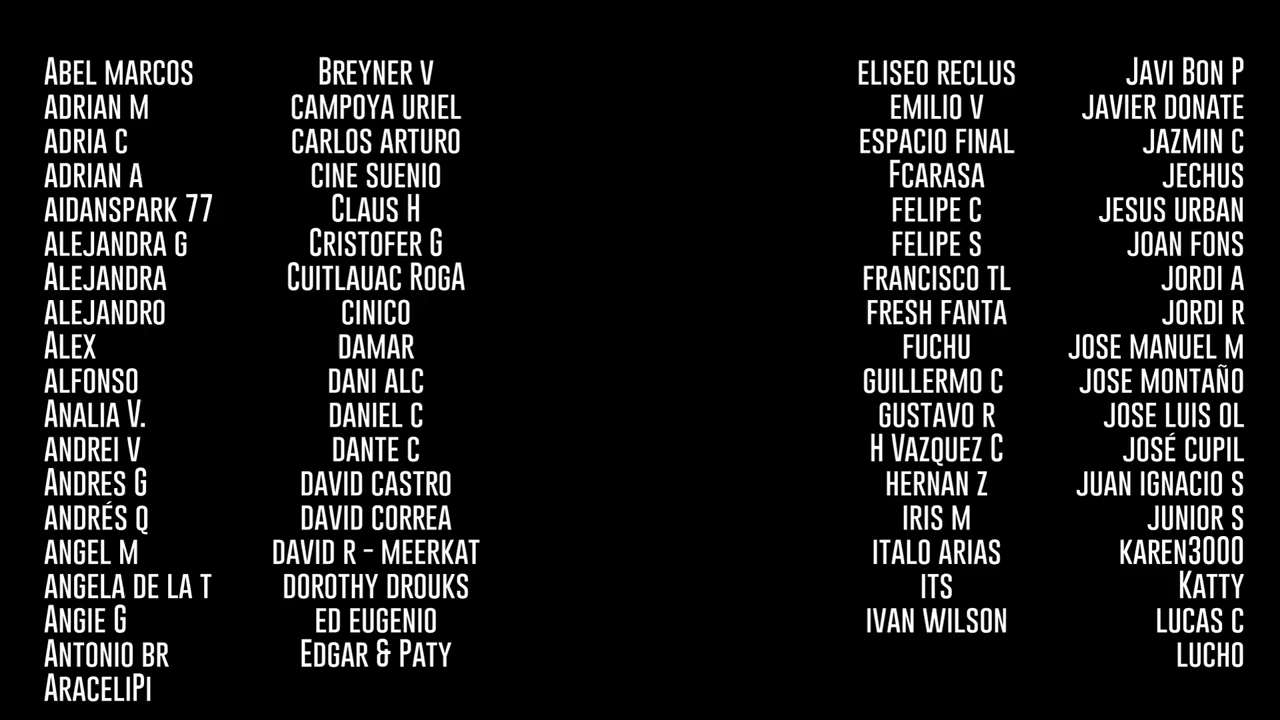 Abel marcos
ADRIAN M
ADRIA C
ADRIAN A
AIDANSPARK 77
ALEJANDRA G
Alejandra
ALEJANDRO
Alex
ALFONSO
Analia V.
ANDREI V
Andres G
ANDRÉS Q
ANGEL M
ANGELA DE LA T
Angie G
Antonio br
AraceliPi
Breyner v
CAMPOYA URIEL
CARLOS ARTURO
CINE SUENIO
Claus H
Cristofer G
Cuitlauac RogA
CINICO
DAMAR
DANI ALC
DANIEL C
DANTE C
DAVID CASTRO
DAVID CORREA
DAVID R - MEERKAT
DOROTHY DROUKS
ED EUGENIO
Edgar & Paty
ELISEO RECLUS
EMILIO V
ESPACIO FINAL
Fcarasa
FELIPE C
FELIPE S
FRANCISCO TL
FRESH FANTA
FUCHU
GUILLERMO C
GUSTAVO R
H Vazquez C
HERNAN Z
IRIS M
ITALO ARIAS
ITS
IVAN WILSON
Javi Bon P
JAVIER DONATE
JAZMIN C
JECHUS
JESUS URBAN
JOAN FONS
JORDI A
JORDI R
JOSE MANUEL M
JOSE MONTAÑO
JOSE LUIS OL
JOSÉ CUPIL
JUAN IGNACIO S
JUNIOR S
KAREN3000
Katty
LUCAS C
LUCHO